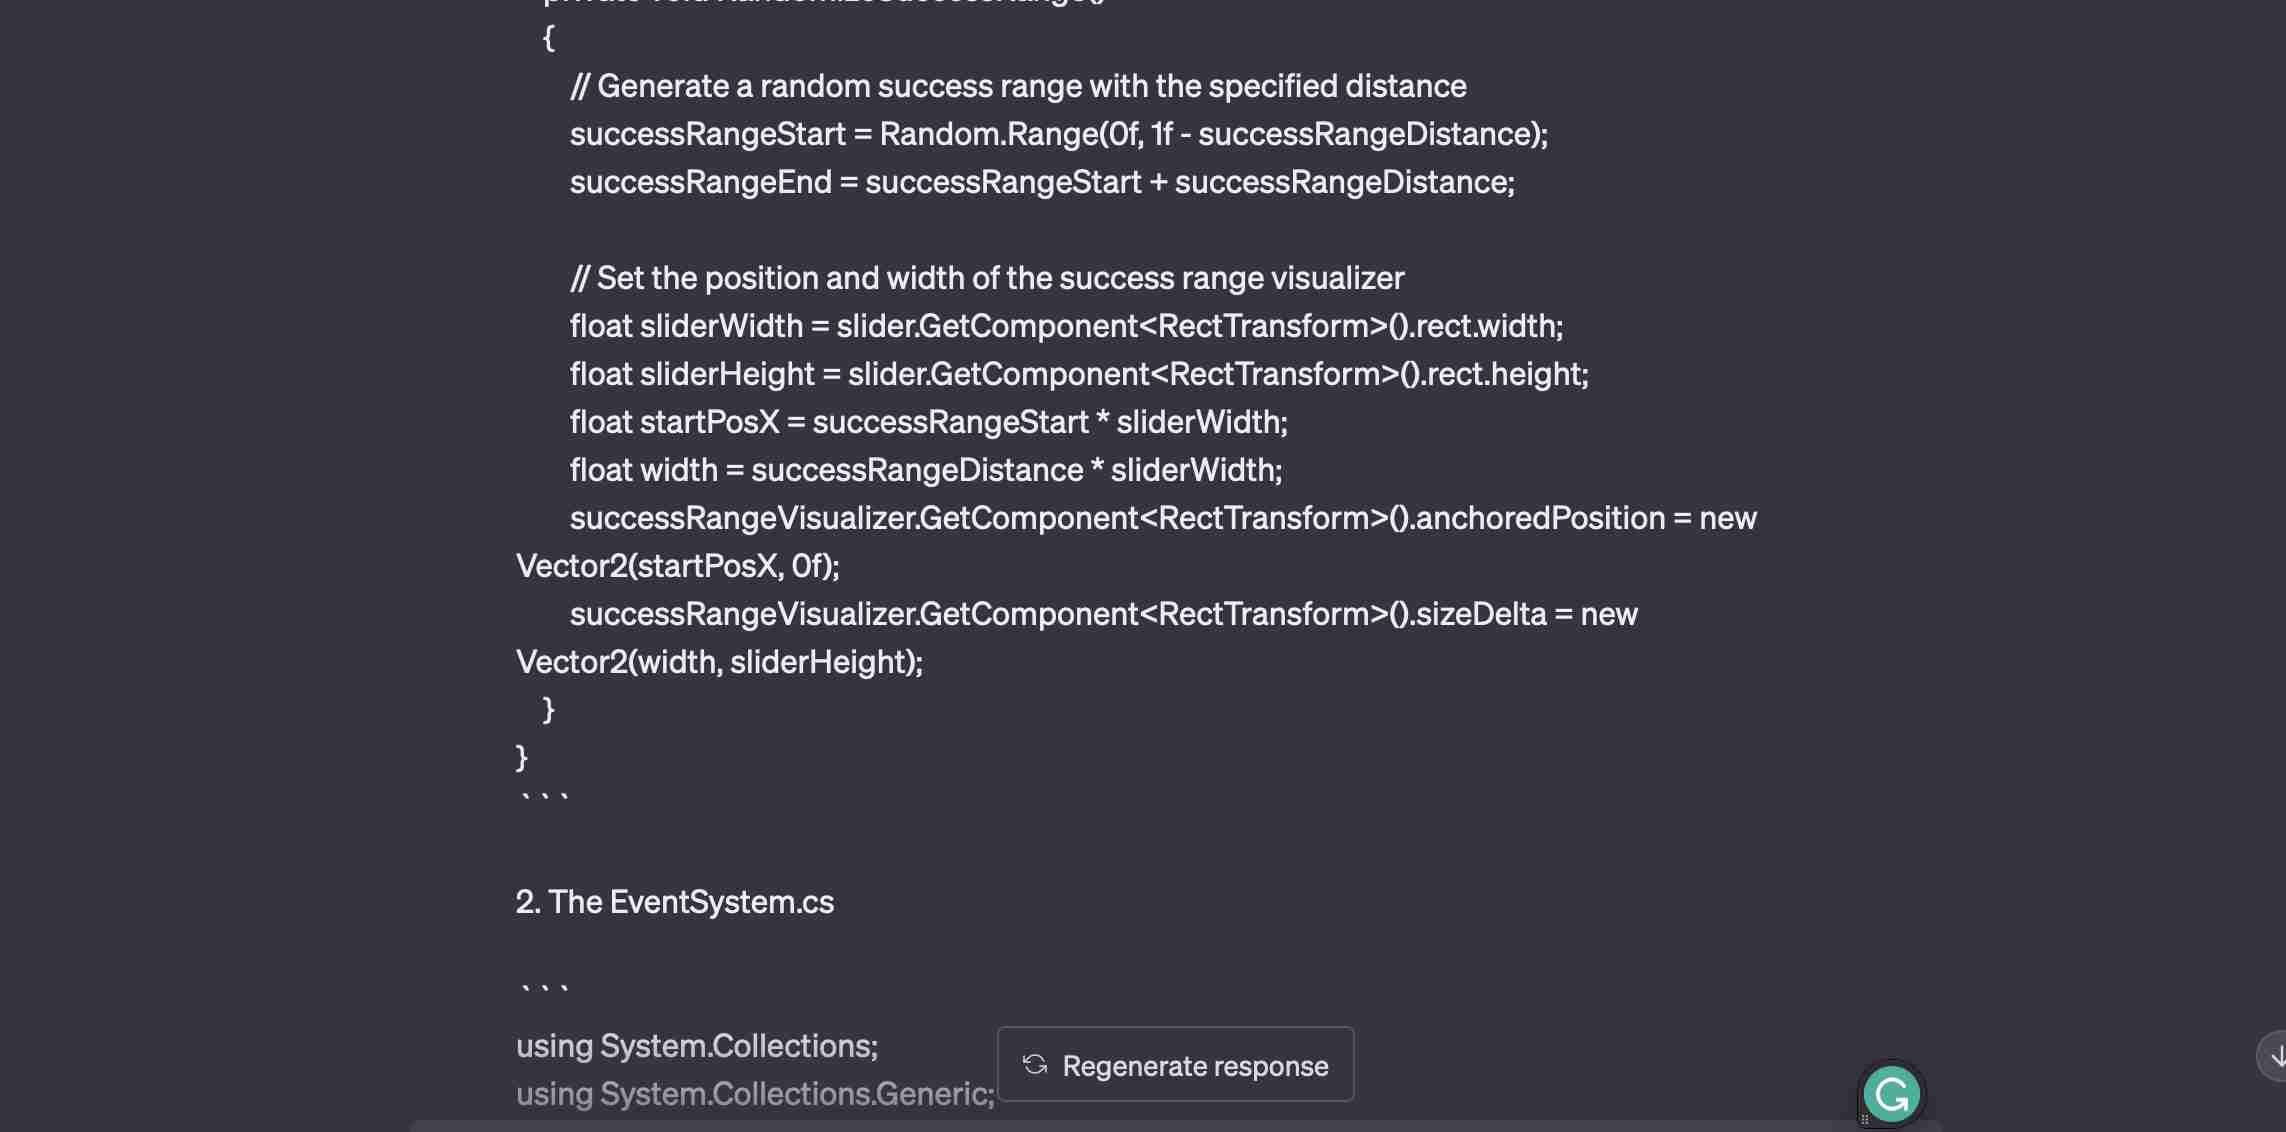 private void RandomizeSuccessRange()
{
// Generate a random success range with the specified distance
successRangeStart = Random.Range(0f, 1f - successRangeDistance);
successRangeEnd = successRangeStart + successRangeDistance;
// Set the position and width of the success range visualizer
float sliderWidth = slider.GetComponent<RectTransform>().rect.width;
float sliderHeight = slider.GetComponent<RectTransform>().rect.height;
float startPosX = successRangeStart * sliderWidth;
float width = successRangeDistance * sliderWidth;
successRangeVisualizer.GetComponent<RectTransform>().anchoredPosition = new
Vector2(startPosX, 0f);
successRangeVisualizer.GetComponent<RectTransform>().sizeDelta = new
Vector2(width, sliderHeight);
}
}
```
2. The EventSystem.cs
```
using System.Collections;
using System.Collections.Generic;
Regenerate response